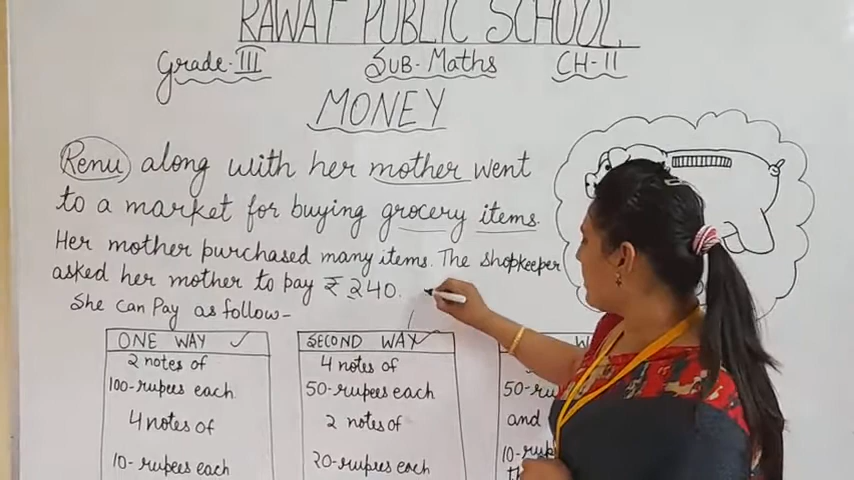 RAWAT PUBLIC SCHOOL
Grade-III SUB-Maths CH-11
MONEY
Renu along with her mother went
to a market for buying grocery items.
Her mother purchased many items. The shopkeeper
asked her mother to pay ₹ 240.
She can Pay as follow-
ONE WAY ✓
2 notes of
100-rupees each
4 notes of
10-rupees each
SECOND WAY ✓
4 notes of
50-rupees each
2 notes of
20-rupees each
50-
and
10-